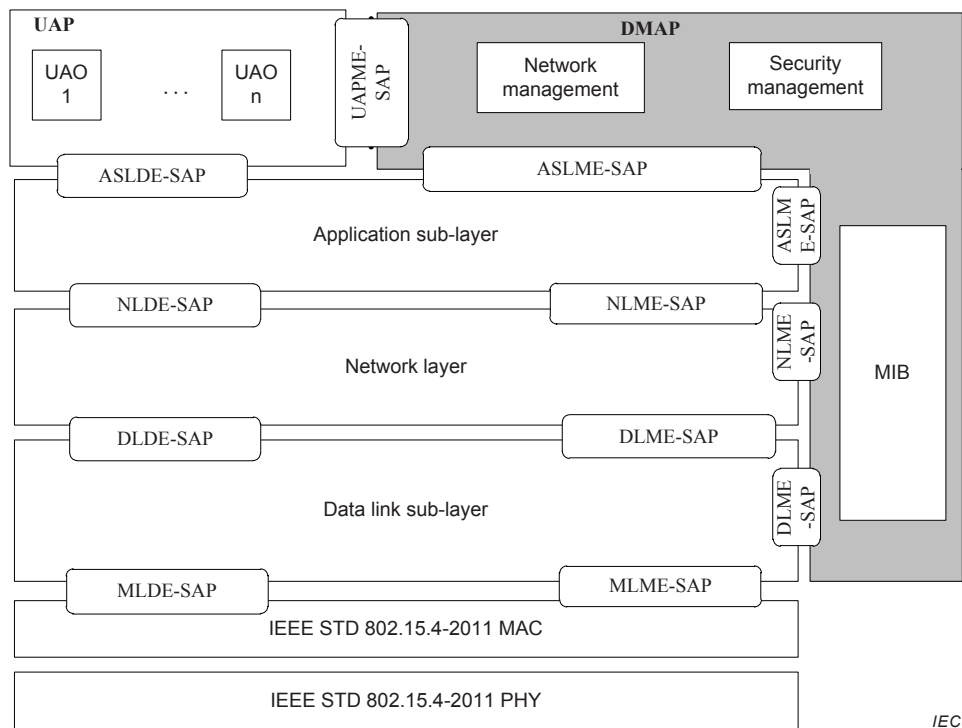 UAP
DMAP
UAO
1
...
UAO
n
UAPME-
SAP
Network
management
Security
management
ASLDE-SAP
ASLME-SAP
Application sub-layer
ASLM
E-SAP
NLDE-SAP
NLME-SAP
Network layer
NLME
-SAP
MIB
DLDE-SAP
DLME-SAP
Data link sub-layer
DLME
-SAP
MLDE-SAP
MLME-SAP
IEEE STD 802.15.4-2011 MAC
IEEE STD 802.15.4-2011 PHY
IEC